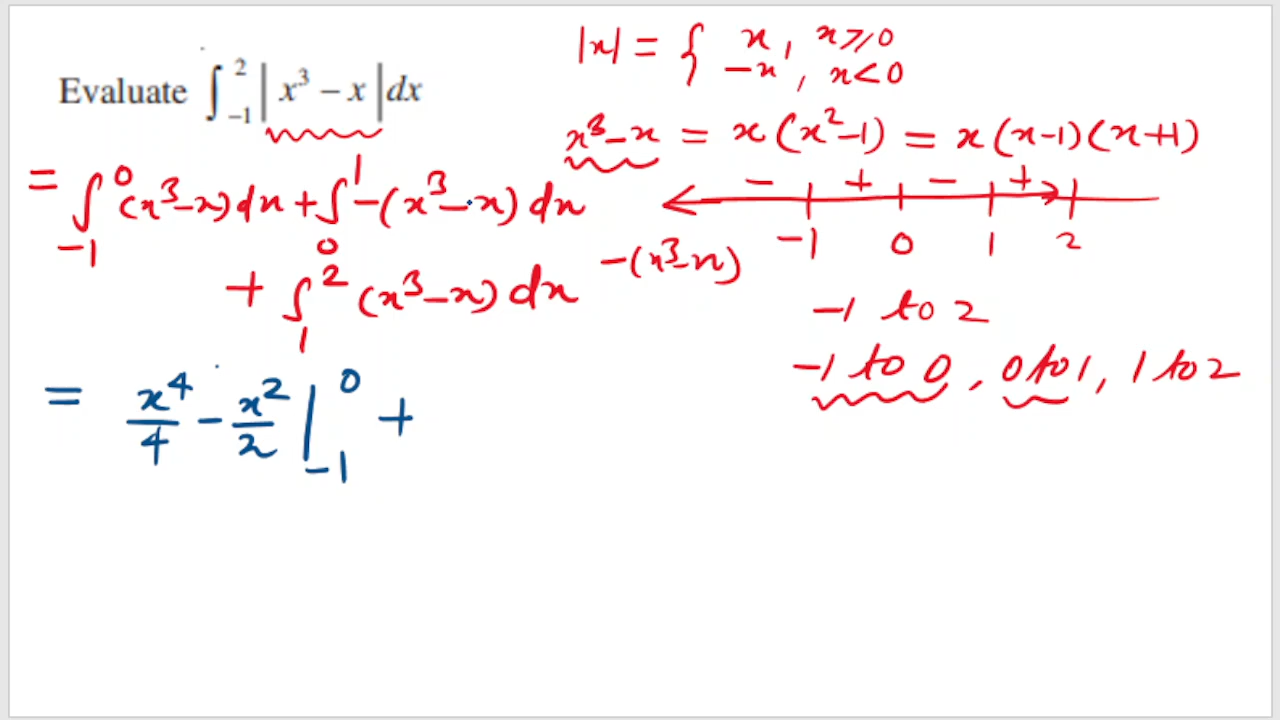 Evaluate ∫₋₁² | x³ – x | dx
|x| = { x, x ≥ 0
−x, x < 0
x³ − x = x(x² − 1) = x(x−1)(x+1)
= ∫₋₁⁰ (x³ − x) dx + ∫₀¹ −(x³ − x) dx
+ ∫₁² (x³ − x) dx
− + − +
−1 0 1 2
−(x³ − x)
−1 to 2
−1 to 0, 0 to 1, 1 to 2
= x⁴/4 − x²/2 |₋₁⁰ +